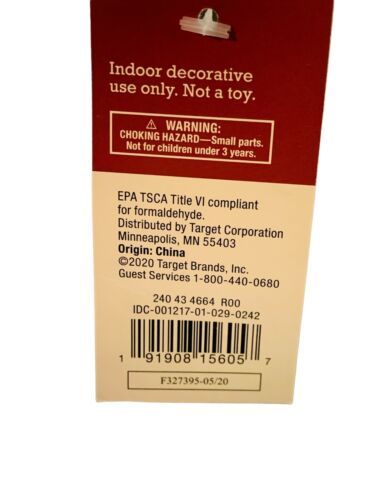 Indoor decorative
use only. Not a toy.
⚠ WARNING:
CHOKING HAZARD—Small parts.
Not for children under 3 years.
EPA TSCA Title VI compliant
for formaldehyde.
Distributed by Target Corporation
Minneapolis, MN 55403
Origin: China
©2020 Target Brands, Inc.
Guest Services 1-800-440-0680
240 43 4664 R00
IDC-001217-01-029-0242
1 91908 15605 7
F327395-05/20